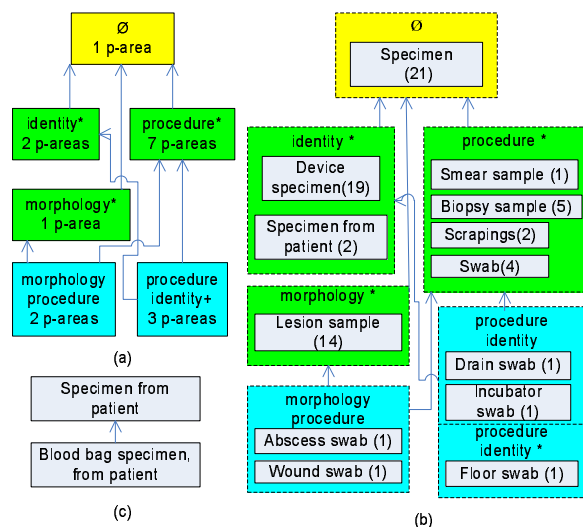 Ø
1 p-area
identity*
2 p-areas
procedure*
7 p-areas
morphology*
1 p-area
morphology
procedure
2 p-areas
procedure
identity+
3 p-areas
(a)
Specimen from
patient
Blood bag specimen,
from patient
(c)
Ø
Specimen
(21)
identity *
Device
specimen(19)
Specimen from
patient (2)
procedure *
Smear sample (1)
Biopsy sample (5)
Scrapings(2)
Swab(4)
morphology *
Lesion sample
(14)
morphology
procedure
Abscess swab (1)
Wound swab (1)
procedure
identity
Drain swab (1)
Incubator
swab (1)
procedure
identity *
Floor swab (1)
(b)